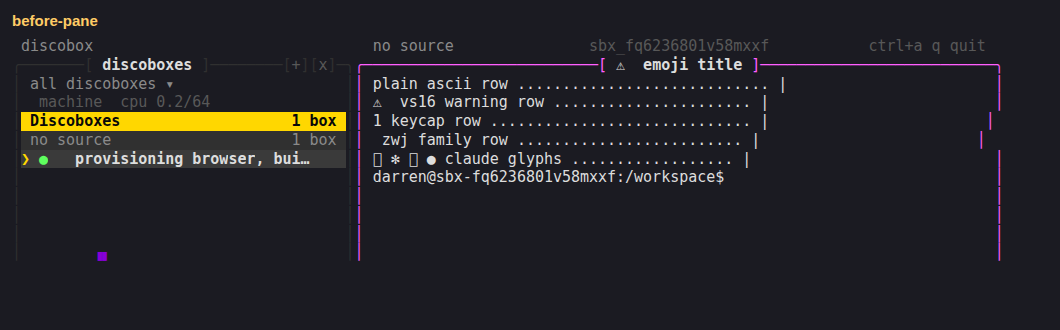 before-pane
discobox no source sbx_fq6236801v58mxxf ctrl+a q quit
[ discoboxes ] [+][x] [ ⚠ emoji title ]
all discoboxes ▾ plain ascii row ............................ |
machine cpu 0.2/64 ⚠ vs16 warning row ...................... |
Discoboxes 1 box 1 keycap row ............................. |
no source 1 box zwj family row ......................... |
❯ ● provisioning browser, bui… ✻ ● claude glyphs .................. |
darren@sbx-fq6236801v58mxxf:/workspace$